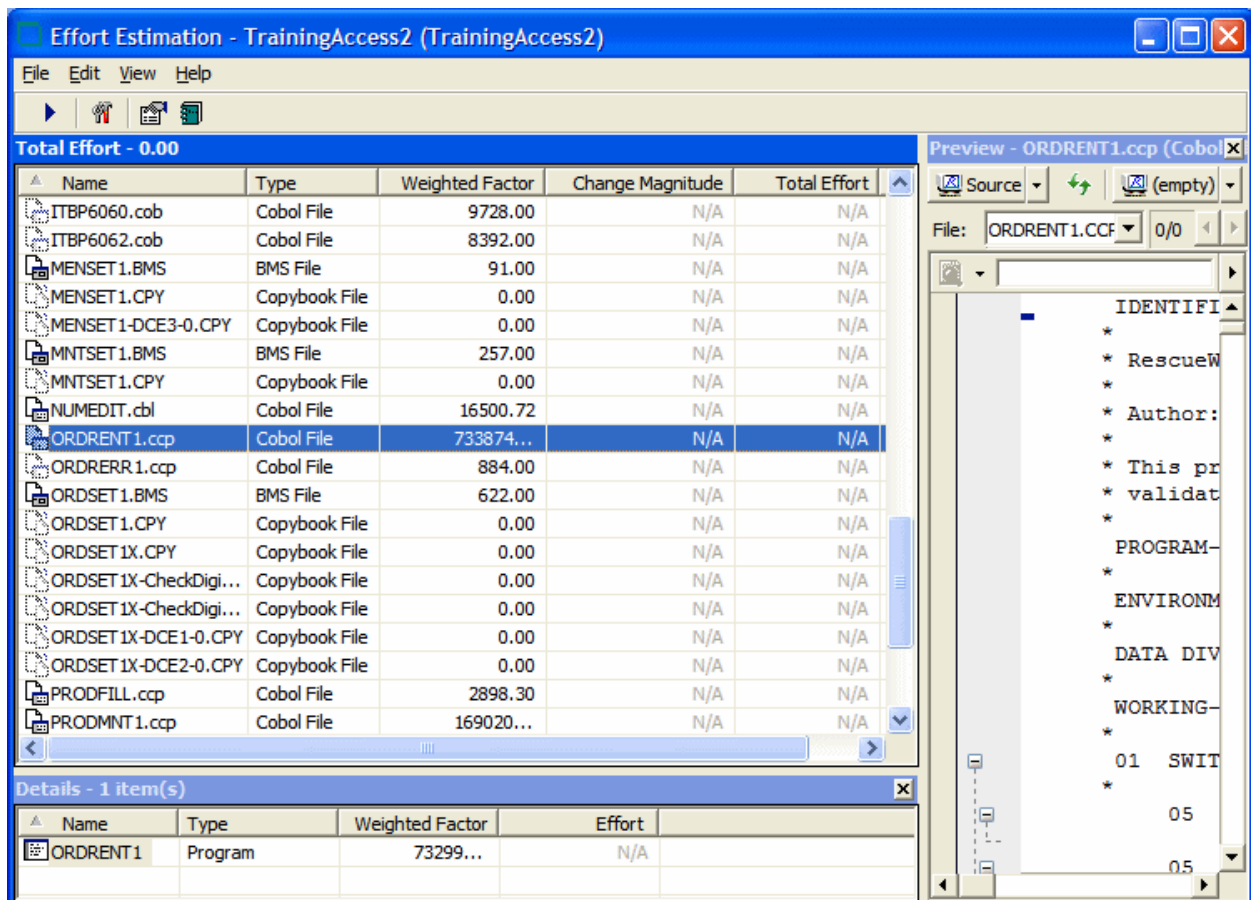 Effort Estimation - TrainingAccess2 (TrainingAccess2)
File Edit View Help
Total Effort - 0.00
Name Type Weighted Factor Change Magnitude Total Effort
ITBP6060.cob Cobol File 9728.00 N/A N/A
ITBP6062.cob Cobol File 8392.00 N/A N/A
MENSET1.BMS BMS File 91.00 N/A N/A
MENSET1.CPY Copybook File 0.00 N/A N/A
MENSET1-DCE3-0.CPY Copybook File 0.00 N/A N/A
MNTSET1.BMS BMS File 257.00 N/A N/A
MNTSET1.CPY Copybook File 0.00 N/A N/A
NUMEDIT.cbl Cobol File 16500.72 N/A N/A
ORDRENT1.ccp Cobol File 733874... N/A N/A
ORDRERR1.ccp Cobol File 884.00 N/A N/A
ORDSET1.BMS BMS File 622.00 N/A N/A
ORDSET1.CPY Copybook File 0.00 N/A N/A
ORDSET1X.CPY Copybook File 0.00 N/A N/A
ORDSET1X-CheckDigi... Copybook File 0.00 N/A N/A
ORDSET1X-CheckDigi... Copybook File 0.00 N/A N/A
ORDSET1X-DCE1-0.CPY Copybook File 0.00 N/A N/A
ORDSET1X-DCE2-0.CPY Copybook File 0.00 N/A N/A
PRODFILL.ccp Cobol File 2898.30 N/A N/A
PRODMNT1.ccp Cobol File 169020... N/A N/A
Details - 1 item(s)
Name Type Weighted Factor Effort
ORDRENT1 Program 73299... N/A
Preview - ORDRENT1.ccp (Cobol
Source (empty)
File: ORDRENT1.CCP 0/0
IDENTIFI
*
* RescueW
*
* Author:
*
* This pr
* validat
*
PROGRAM-
*
ENVIRONM
*
DATA DIV
*
WORKING-
*
01 SWIT
*
05
05